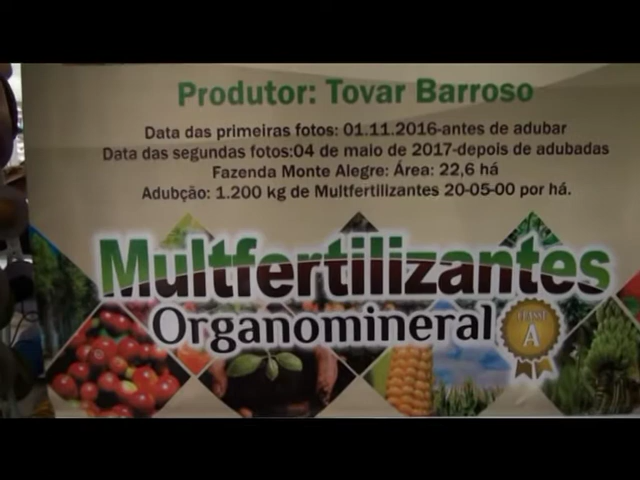 Produtor: Tovar Barroso
Data das primeiras fotos: 01.11.2016-antes de adubar
Data das segundas fotos:04 de maio de 2017-depois de adubadas
Fazenda Monte Alegre: Área: 22,6 há
Adubção: 1.200 kg de Multfertilizantes 20-05-00 por há.
Multfertilizantes
Organomineral
CLASSE
A